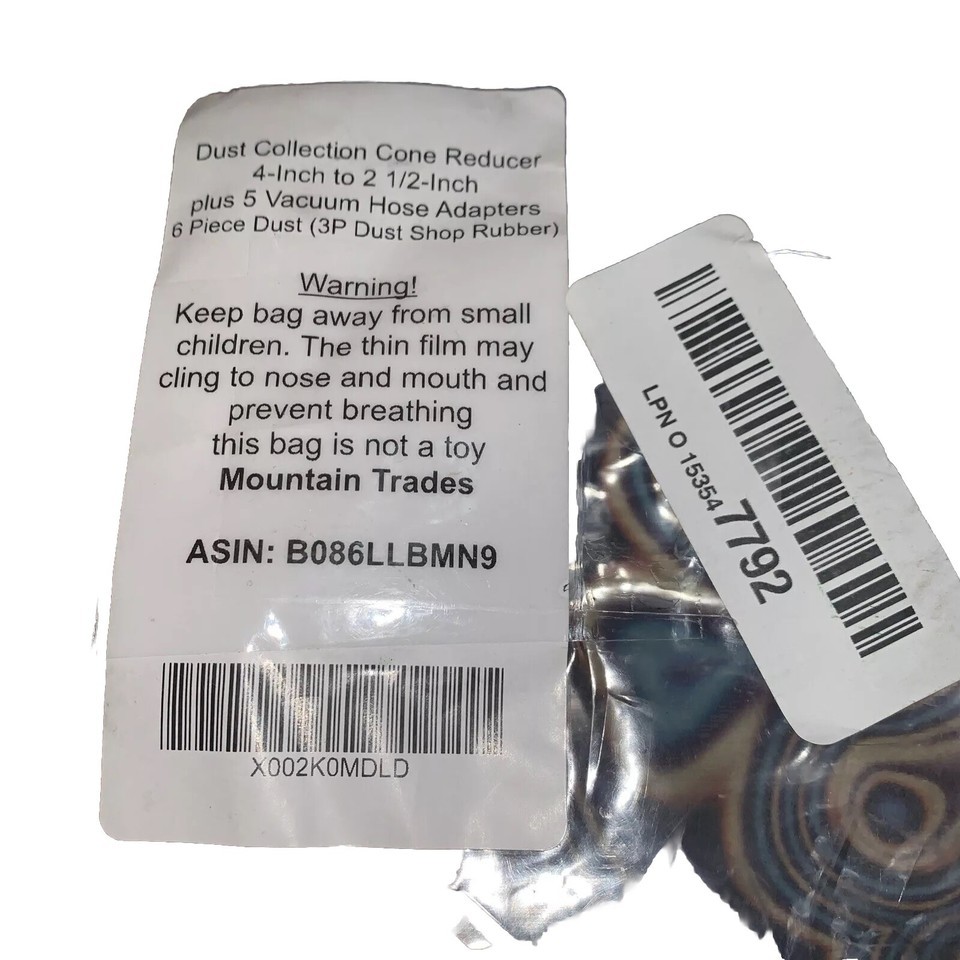 Dust Collection Cone Reducer
4-Inch to 2 1/2-Inch
plus 5 Vacuum Hose Adapters
6 Piece Dust (3P Dust Shop Rubber)
Warning!
Keep bag away from small
children. The thin film may
cling to nose and mouth and
prevent breathing
this bag is not a toy
Mountain Trades
ASIN: B086LLBMN9
X002K0MDLD
LPN O 15354 7792